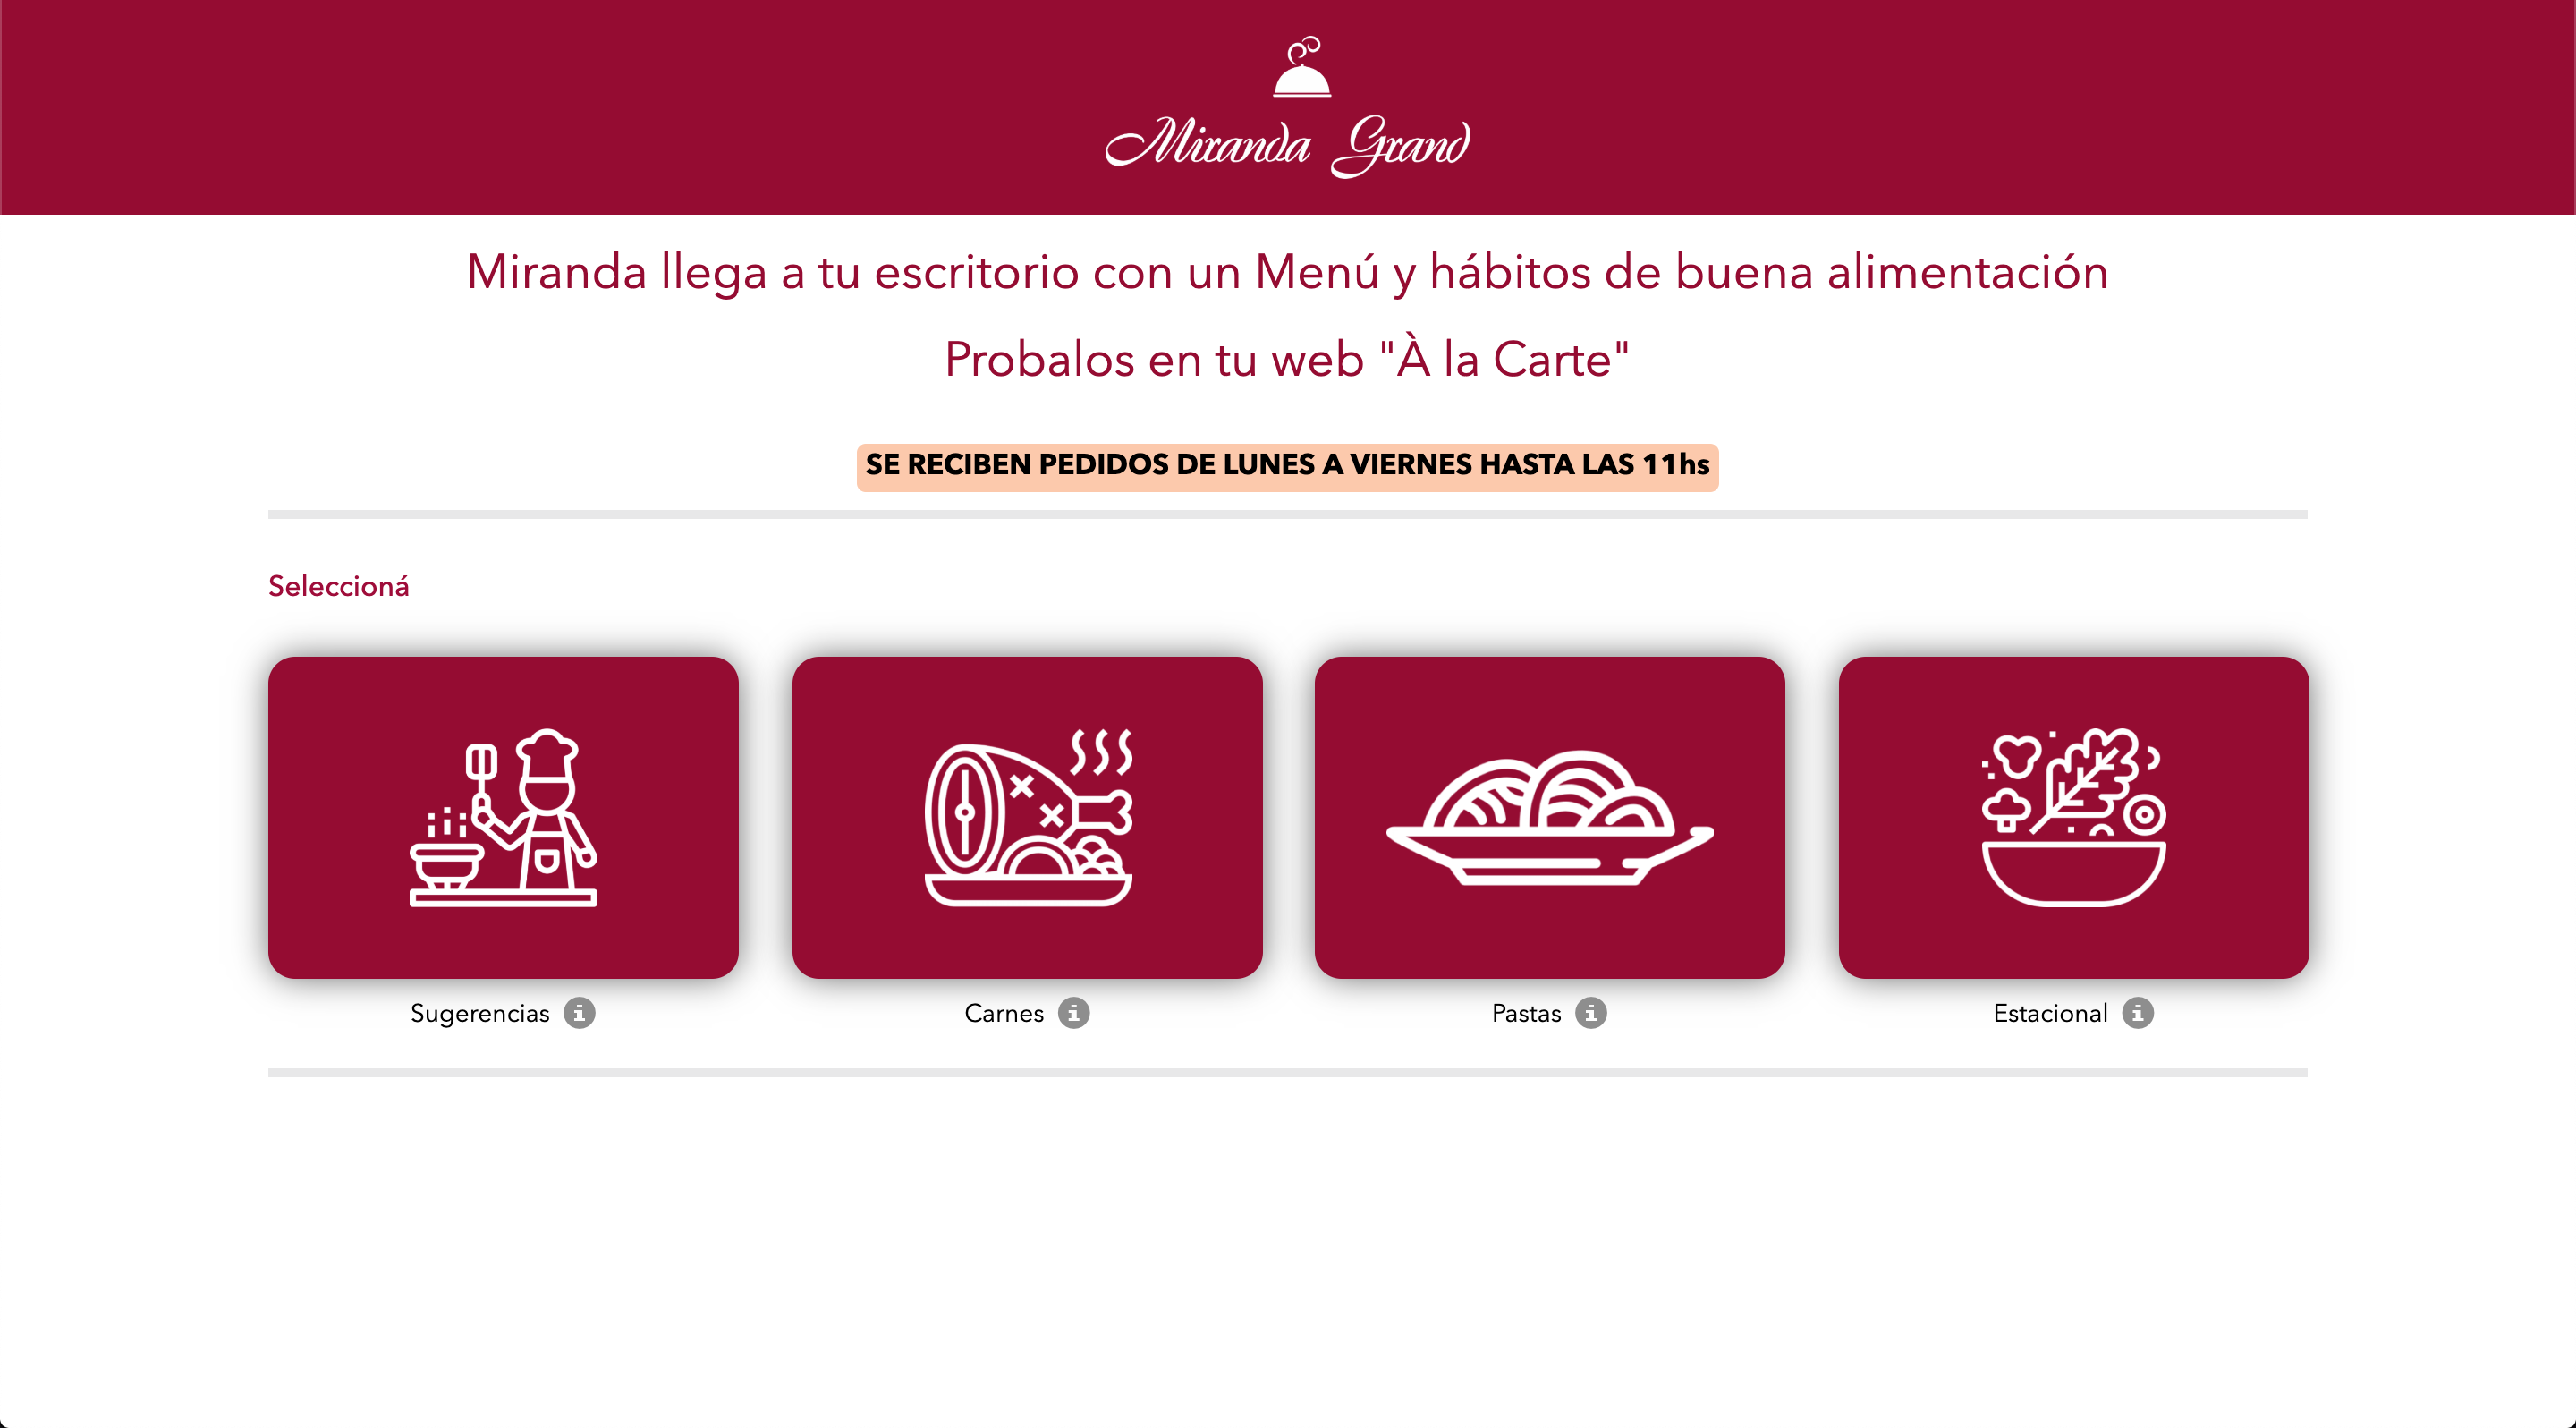 Miranda Grand
Miranda llega a tu escritorio con un Menú y hábitos de buena alimentación
Probalos en tu web "À la Carte"
SE RECIBEN PEDIDOS DE LUNES A VIERNES HASTA LAS 11hs
Seleccioná
Sugerencias
Carnes
Pastas
Estacional